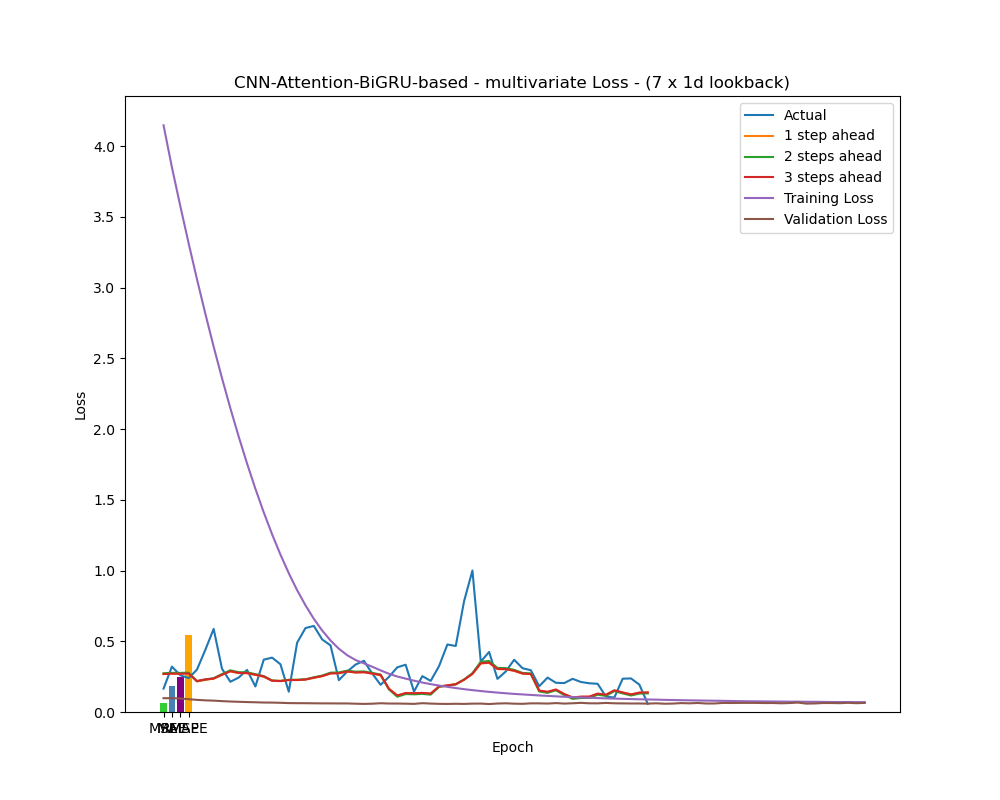 CNN-Attention-BiGRU-based - multivariate Loss - (7 x 1d lookback)
Actual
1 step ahead
2 steps ahead
3 steps ahead
Training Loss
Validation Loss
4.0
3.5
3.0
2.5
2.0
1.5
1.0
0.5
0.0
Loss
Epoch